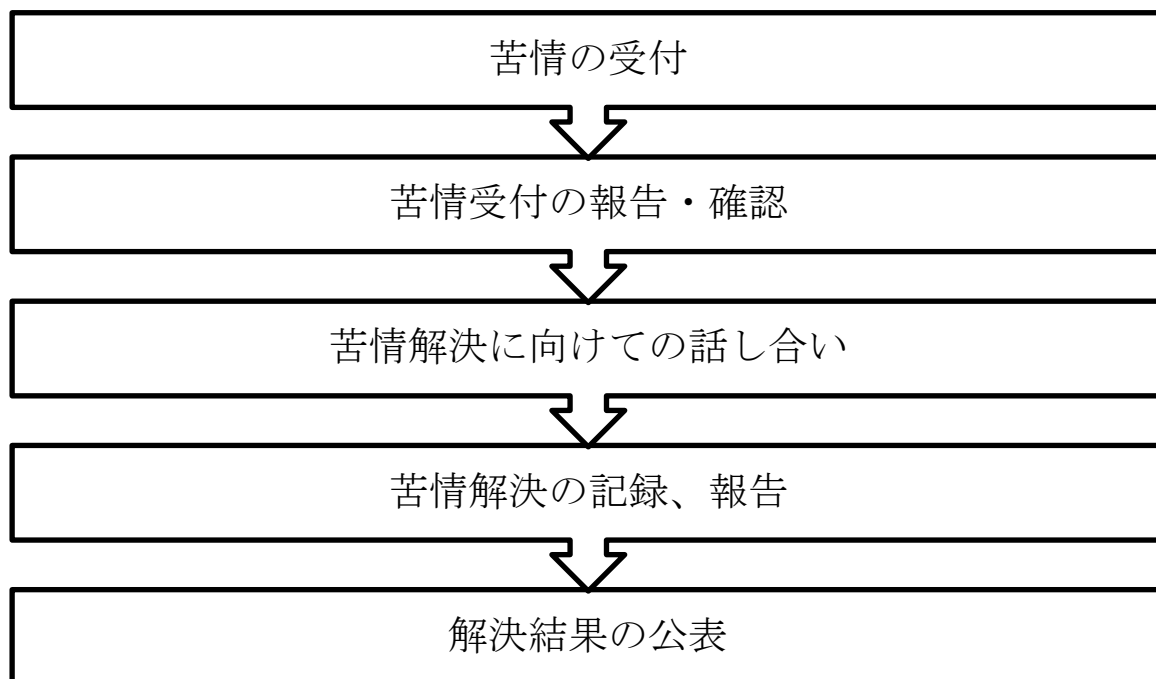 苦情の受付
苦情受付の報告・確認
苦情解決に向けての話し合い
苦情解決の記録、報告
解決結果の公表